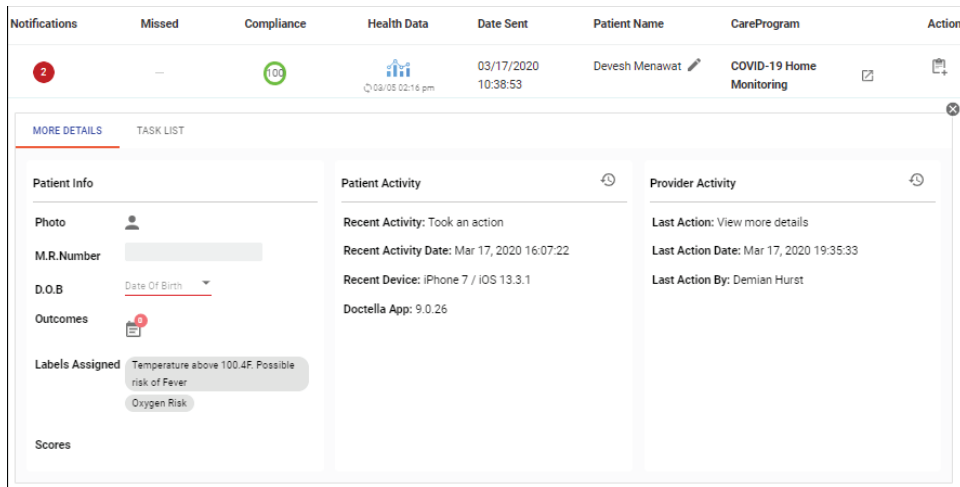 Notifications Missed Compliance Health Data Date Sent Patient Name CareProgram Action
2 — 100 03/05 02:16 pm 03/17/2020 10:38:53 Devesh Menawat COVID-19 Home Monitoring
MORE DETAILS TASK LIST
Patient Info
Photo
M.R.Number
D.O.B Date Of Birth
Outcomes 0
Labels Assigned Temperature above 100.4F. Possible
risk of Fever
Oxygen Risk
Scores
Patient Activity
Recent Activity: Took an action
Recent Activity Date: Mar 17, 2020 16:07:22
Recent Device: iPhone 7 / iOS 13.3.1
Doctella App: 9.0.26
Provider Activity
Last Action: View more details
Last Action Date: Mar 17, 2020 19:35:33
Last Action By: Demian Hurst